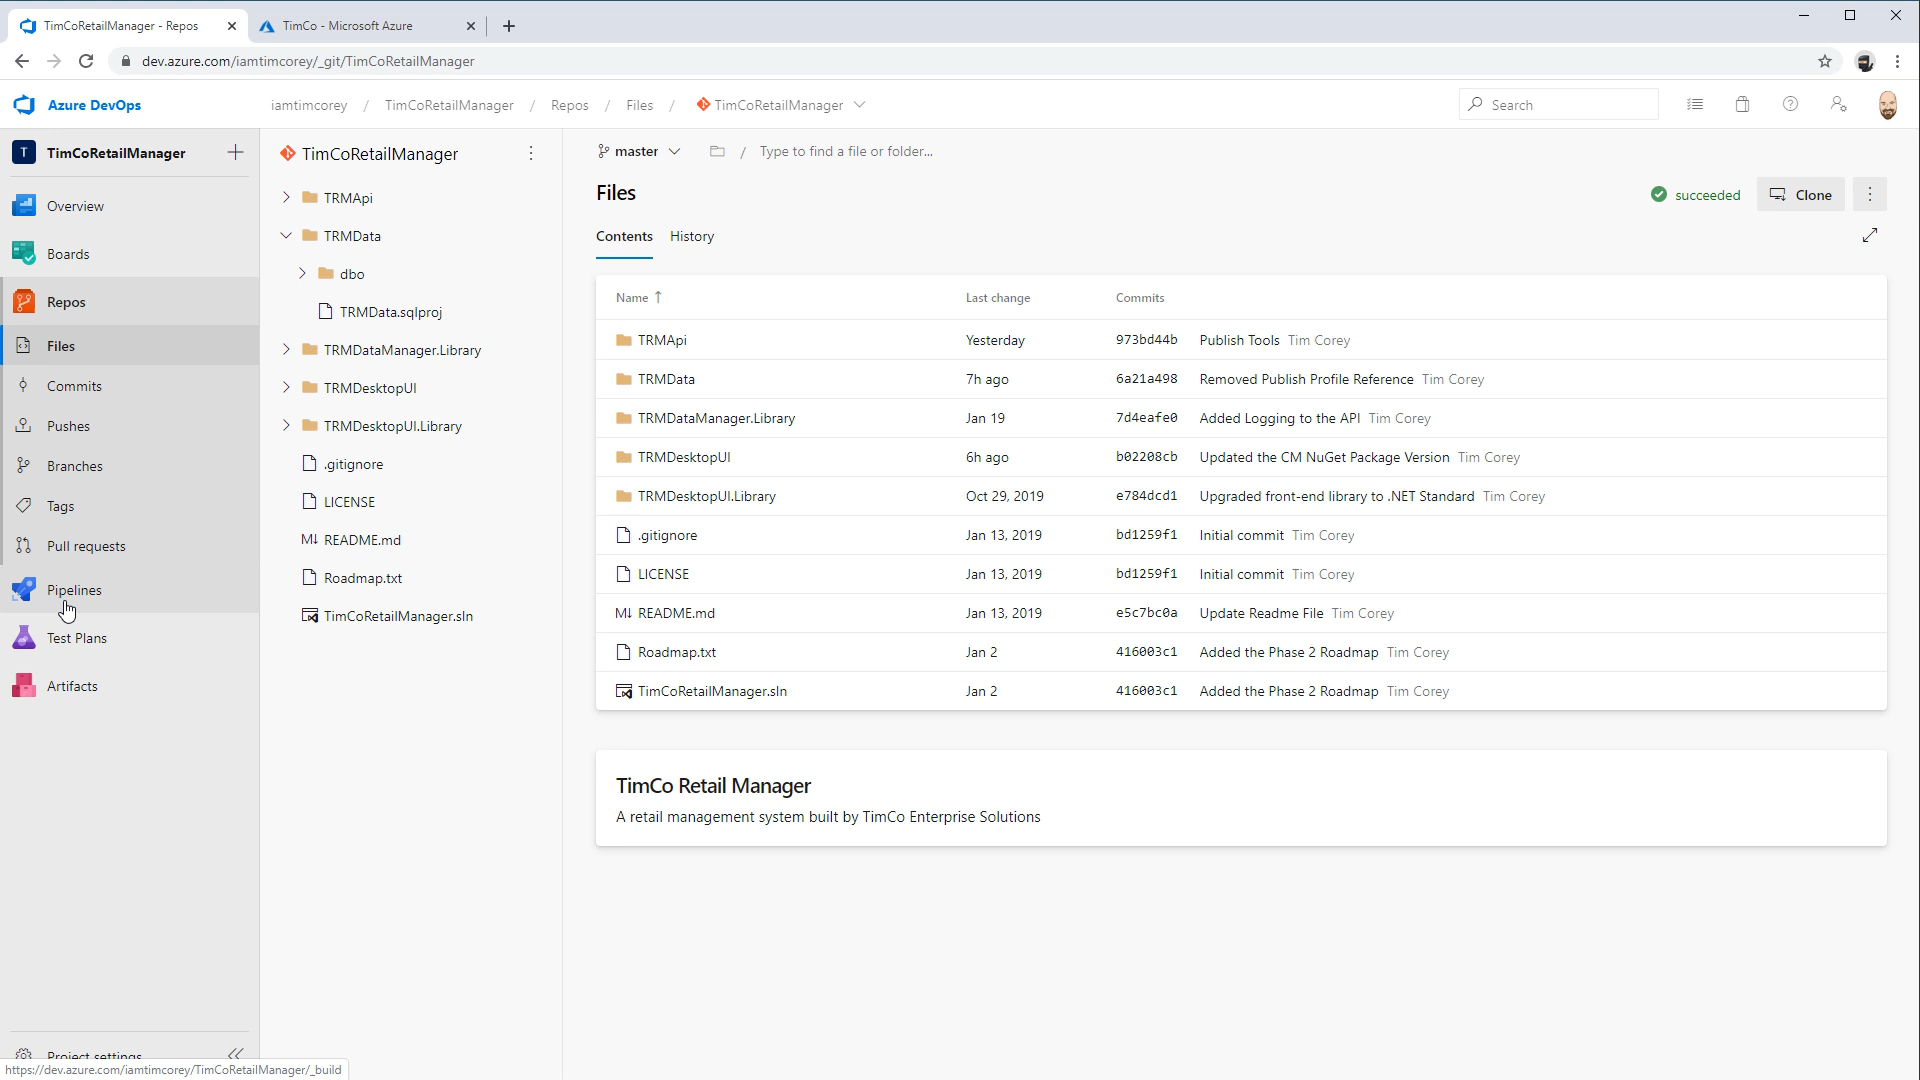 TimCoRetailManager - Repos
TimCo - Microsoft Azure
dev.azure.com/iamtimcorey/_git/TimCoRetailManager
Azure DevOps
iamtimcorey / TimCoRetailManager / Repos / Files / TimCoRetailManager
Search
T TimCoRetailManager
Overview
Boards
Repos
Files
Commits
Pushes
Branches
Tags
Pull requests
Pipelines
Test Plans
Artifacts
Project settings
https://dev.azure.com/iamtimcorey/TimCoRetailManager/_build
TimCoRetailManager
TRMApi
TRMData
dbo
TRMData.sqlproj
TRMDataManager.Library
TRMDesktopUI
TRMDesktopUI.Library
.gitignore
LICENSE
M↓ README.md
Roadmap.txt
TimCoRetailManager.sln
master / Type to find a file or folder...
Files
succeeded
Clone
Contents History
Name ↑ Last change Commits
TRMApi Yesterday 973bd44b Publish Tools Tim Corey
TRMData 7h ago 6a21a498 Removed Publish Profile Reference Tim Corey
TRMDataManager.Library Jan 19 7d4eafe0 Added Logging to the API Tim Corey
TRMDesktopUI 6h ago b02208cb Updated the CM NuGet Package Version Tim Corey
TRMDesktopUI.Library Oct 29, 2019 e784dcd1 Upgraded front-end library to .NET Standard Tim Corey
.gitignore Jan 13, 2019 bd1259f1 Initial commit Tim Corey
LICENSE Jan 13, 2019 bd1259f1 Initial commit Tim Corey
M↓ README.md Jan 13, 2019 e5c7bc0a Update Readme File Tim Corey
Roadmap.txt Jan 2 416003c1 Added the Phase 2 Roadmap Tim Corey
TimCoRetailManager.sln Jan 2 416003c1 Added the Phase 2 Roadmap Tim Corey
TimCo Retail Manager
A retail management system built by TimCo Enterprise Solutions